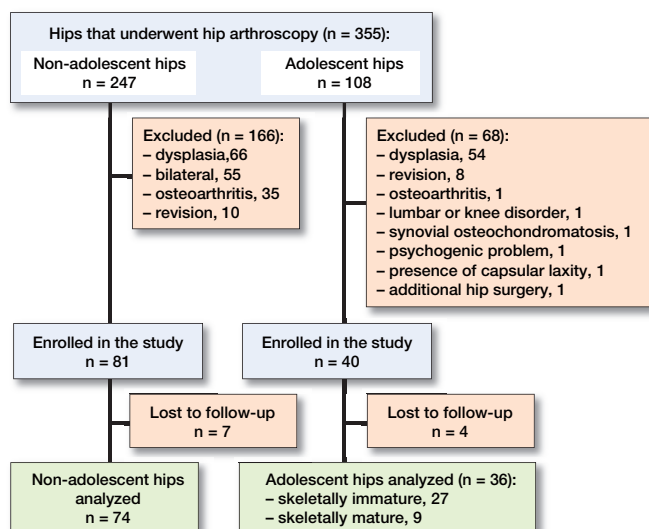 Hips that underwent hip arthroscopy (n = 355):
Non-adolescent hips
n = 247
Adolescent hips
n = 108
Excluded (n = 166):
– dysplasia,66
– bilateral, 55
– osteoarthritis, 35
– revision, 10
Excluded (n = 68):
– dysplasia, 54
– revision, 8
– osteoarthritis, 1
– lumbar or knee disorder, 1
– synovial osteochondromatosis, 1
– psychogenic problem, 1
– presence of capsular laxity, 1
– additional hip surgery, 1
Enrolled in the study
n = 81
Enrolled in the study
n = 40
Lost to follow-up
n = 7
Lost to follow-up
n = 4
Non-adolescent hips
analyzed
n = 74
Adolescent hips analyzed (n = 36):
– skeletally immature, 27
– skeletally mature, 9